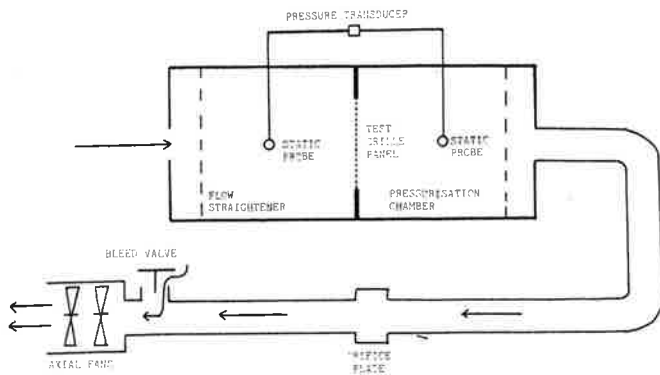 PRESSURE TRANSDUCER
STATIC
PROBE
TEST
GRILLE
PANEL
STATIC
PROBE
FLOW
STRAIGHTENER
PRESSURISATION
CHAMBER
BLEED VALVE
AXIAL FANS
ORIFICE
PLATE